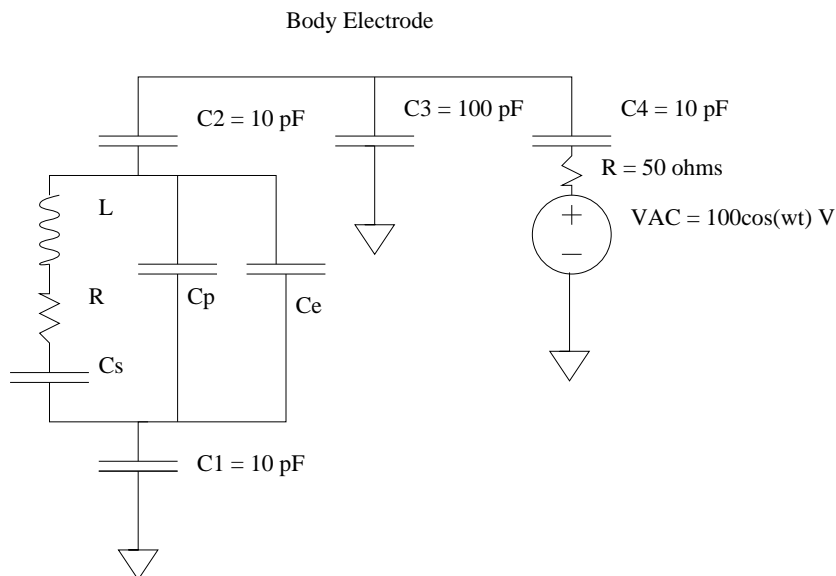 Body Electrode
C2 = 10 pF
C3 = 100 pF
C4 = 10 pF
R = 50 ohms
L
VAC = 100cos(wt) V
R
Cp
Ce
Cs
C1 = 10 pF